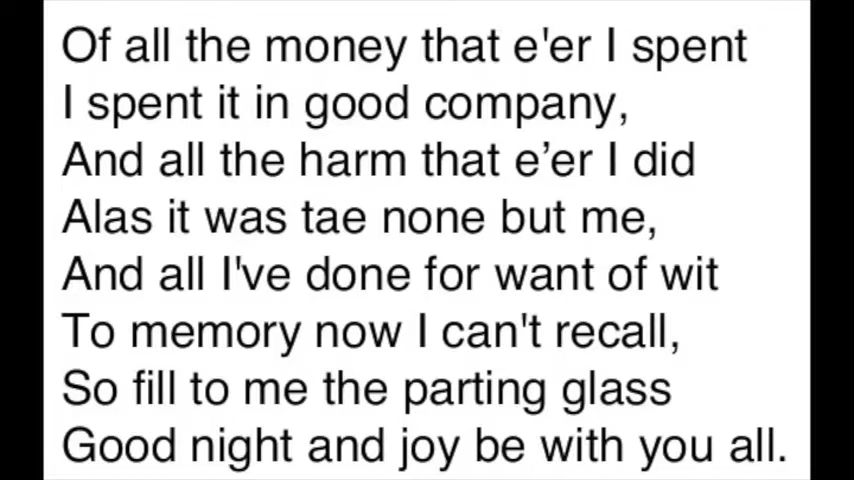 Of all the money that e'er I spent
I spent it in good company,
And all the harm that e’er I did
Alas it was tae none but me,
And all I've done for want of wit
To memory now I can't recall,
So fill to me the parting glass
Good night and joy be with you all.